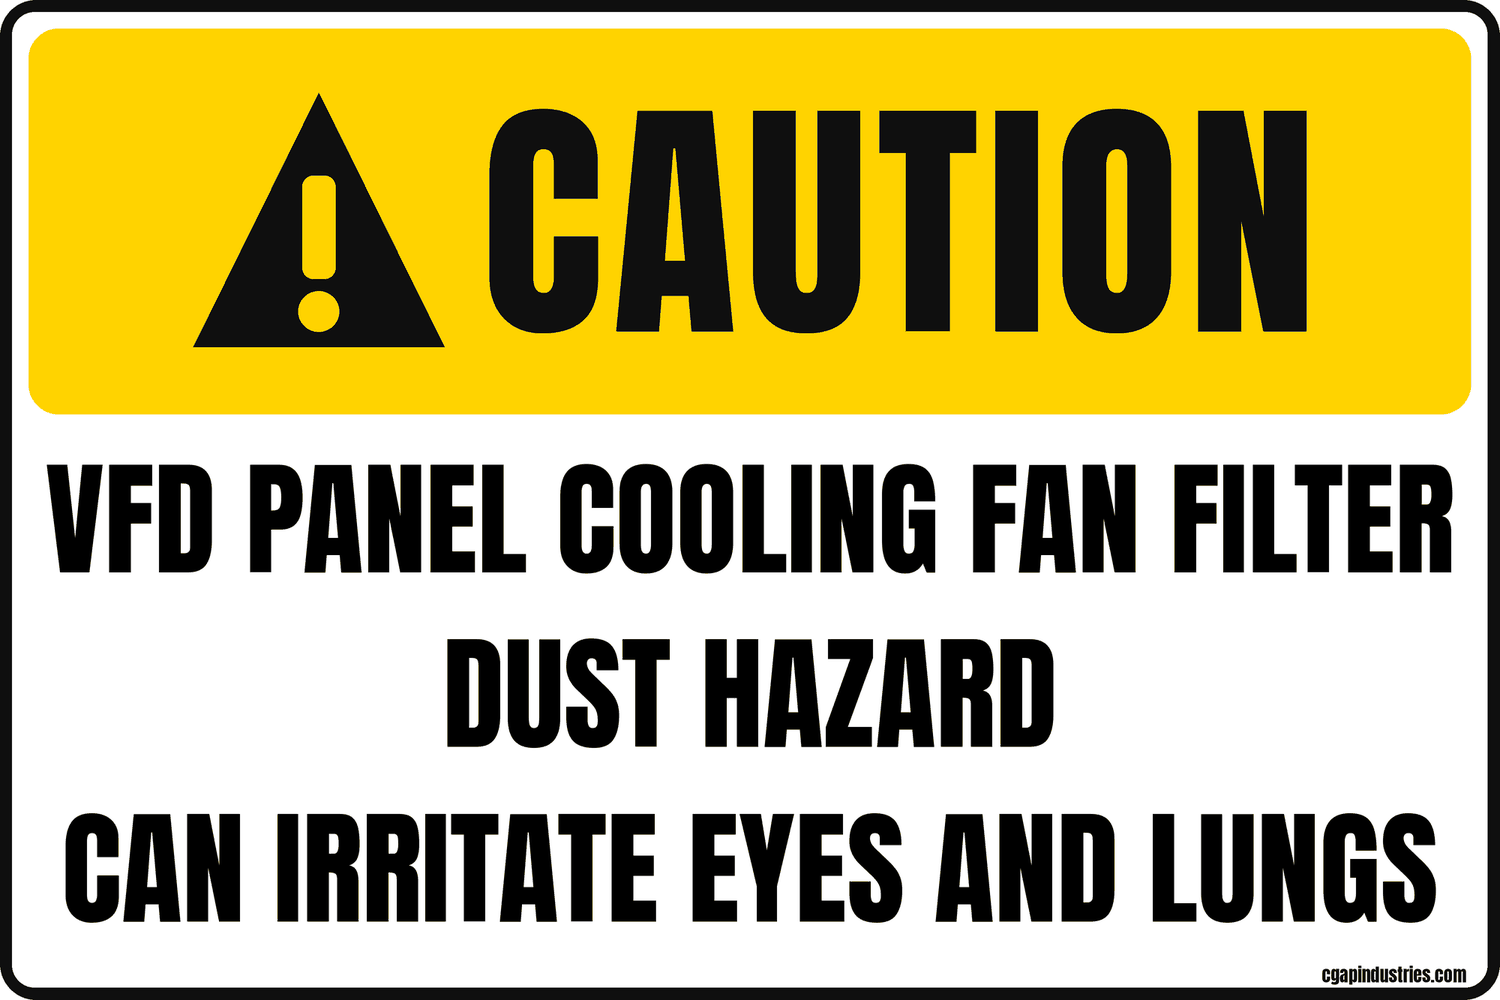 CAUTION
VFD PANEL COOLING FAN FILTER
DUST HAZARD
CAN IRRITATE EYES AND LUNGS
cgapindustries.com